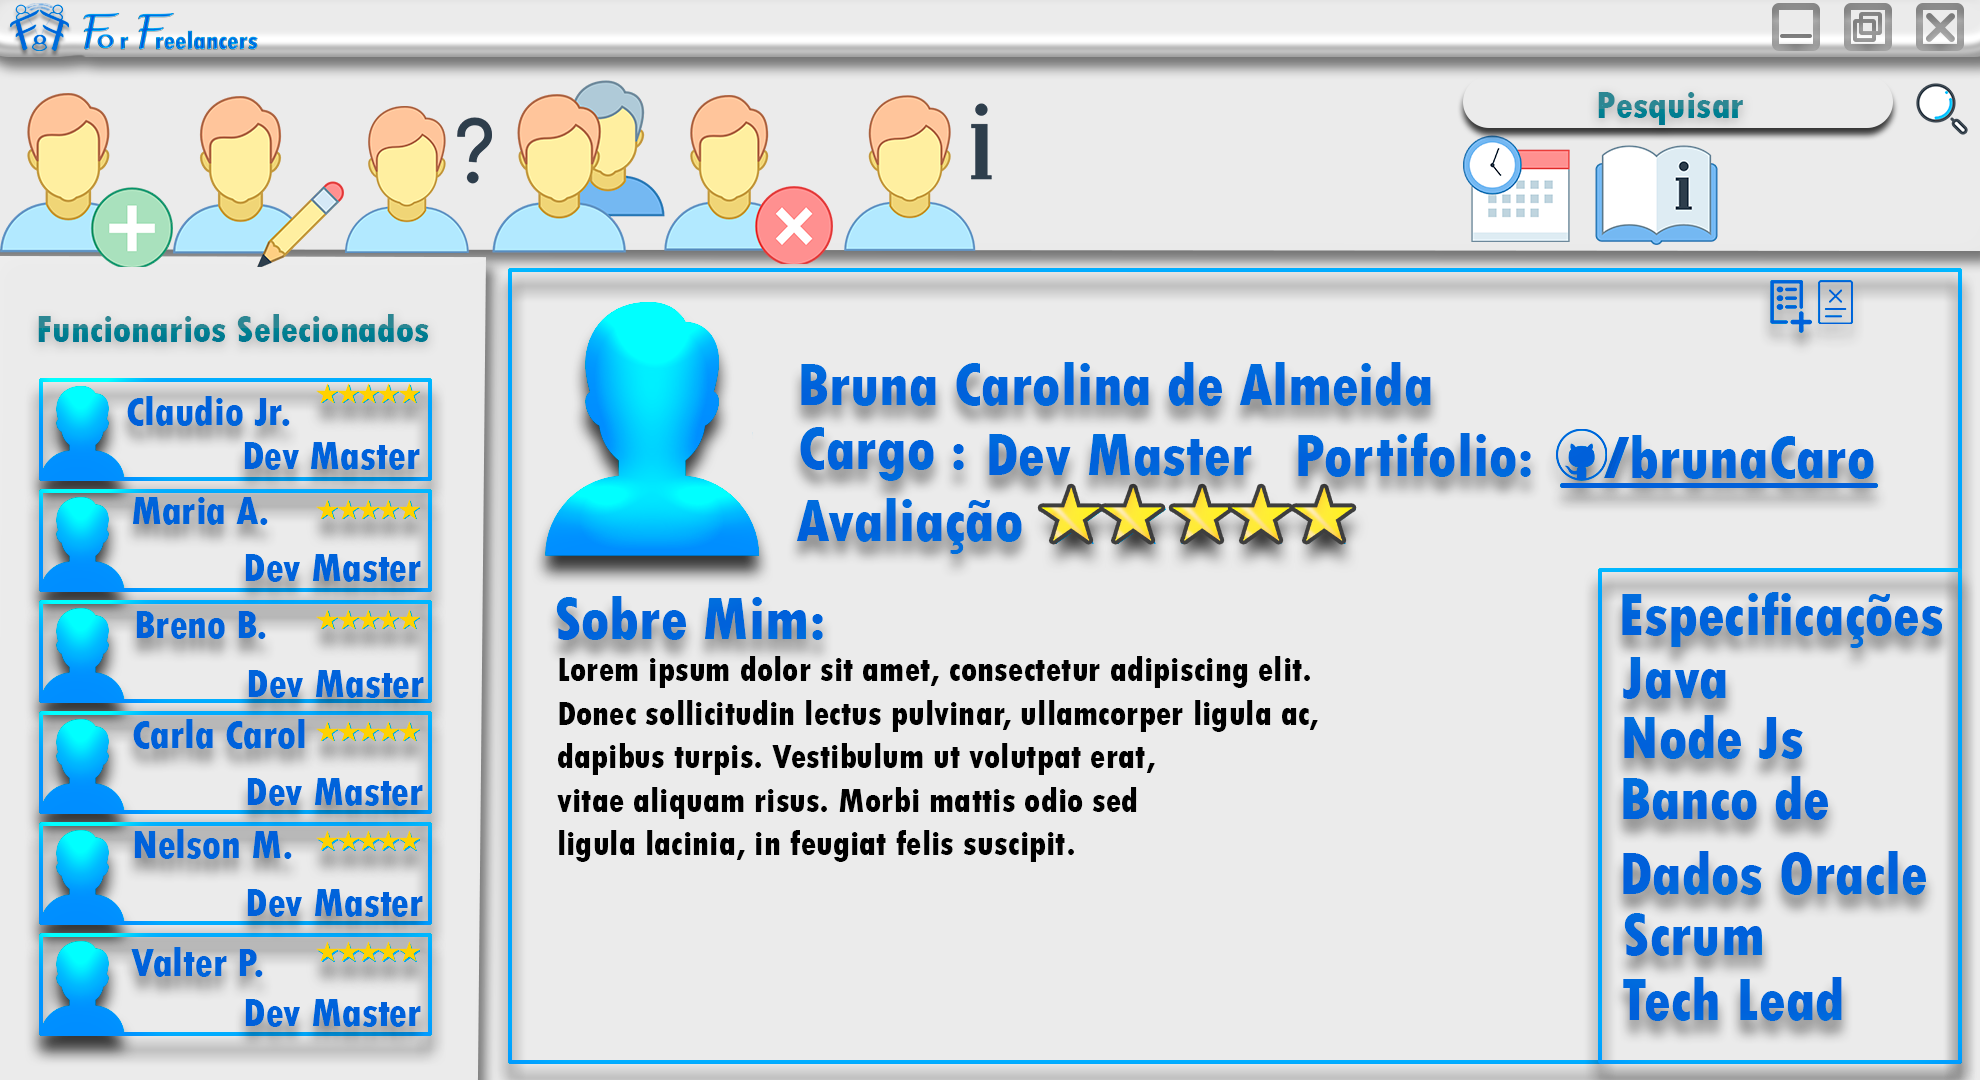 For Freelancers
Pesquisar
Funcionarios Selecionados
Claudio Jr.
Dev Master
Maria A.
Dev Master
Breno B.
Dev Master
Carla Carol
Dev Master
Nelson M.
Dev Master
Valter P.
Dev Master
Bruna Carolina de Almeida
Cargo : Dev Master Portifolio: /brunaCaro
Avaliação
Sobre Mim:
Lorem ipsum dolor sit amet, consectetur adipiscing elit.
Donec sollicitudin lectus pulvinar, ullamcorper ligula ac,
dapibus turpis. Vestibulum ut volutpat erat,
vitae aliquam risus. Morbi mattis odio sed
ligula lacinia, in feugiat felis suscipit.
Especificações
Java
Node Js
Banco de
Dados Oracle
Scrum
Tech Lead